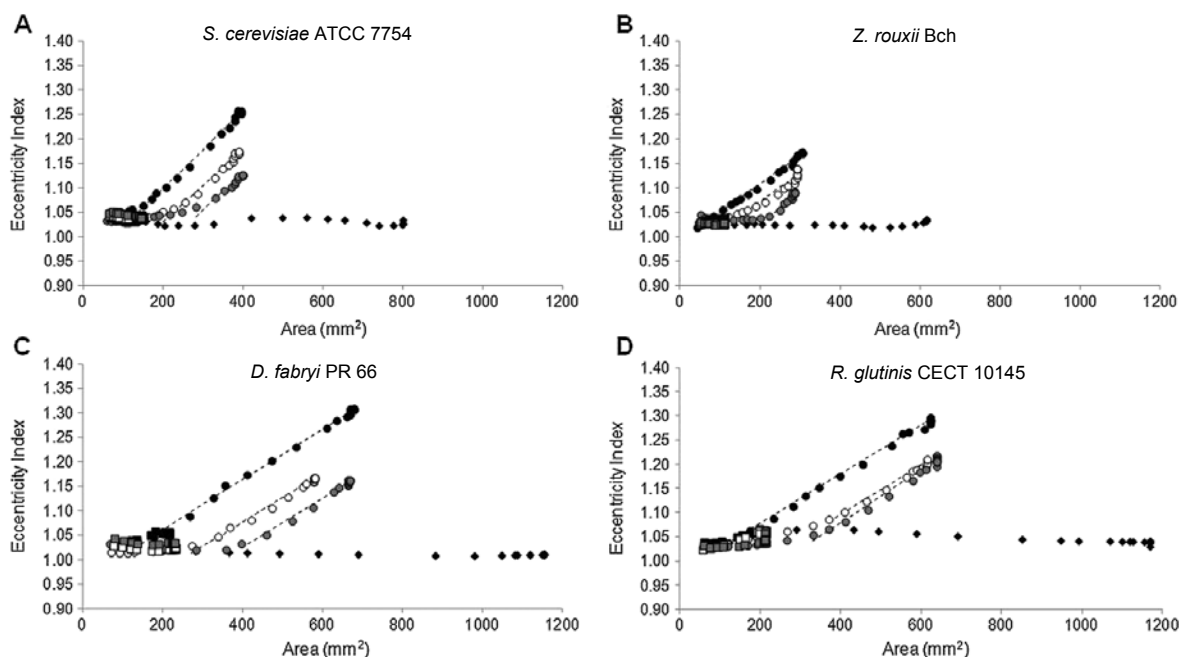 A
S. cerevisiae ATCC 7754
Eccentricity Index
1.40
1.35
1.30
1.25
1.20
1.15
1.10
1.05
1.00
0.95
0.90
0 200 400 600 800 1000 1200
Area (mm²)
B
Z. rouxii Bch
Eccentricity Index
1.40
1.35
1.30
1.25
1.20
1.15
1.10
1.05
1.00
0.95
0.90
0 200 400 600 800 1000 1200
Area (mm²)
C
D. fabryi PR 66
Eccentricity Index
1.40
1.35
1.30
1.25
1.20
1.15
1.10
1.05
1.00
0.95
0.90
0 200 400 600 800 1000 1200
Area (mm²)
D
R. glutinis CECT 10145
Eccentricity Index
1.40
1.35
1.30
1.25
1.20
1.15
1.10
1.05
1.00
0.95
0.90
0 200 400 600 800 1000 1200
Area (mm²)